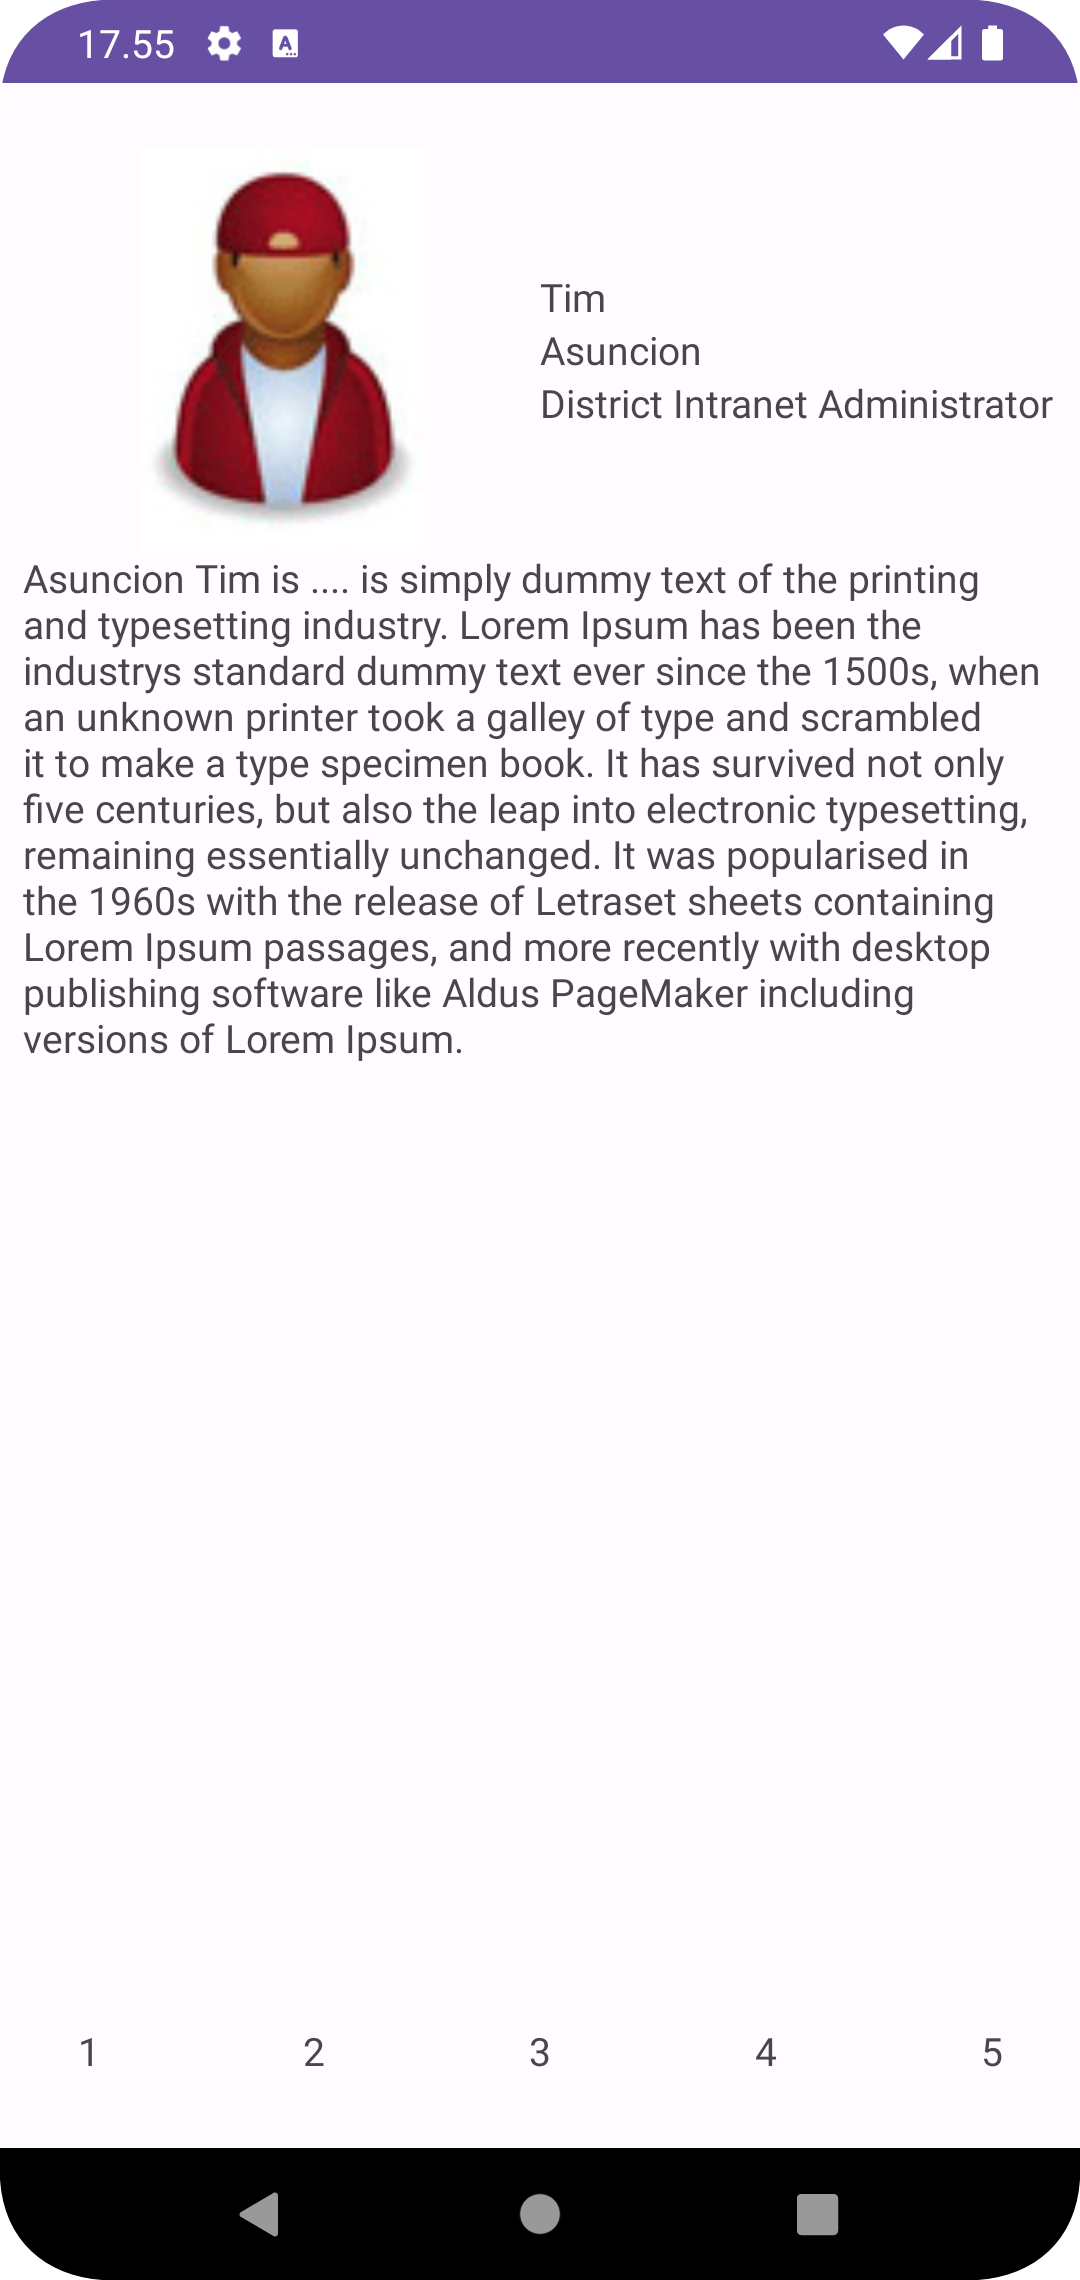 17.55
Tim
Asuncion
District Intranet Administrator
Asuncion Tim is .... is simply dummy text of the printing
and typesetting industry. Lorem Ipsum has been the
industrys standard dummy text ever since the 1500s, when
an unknown printer took a galley of type and scrambled
it to make a type specimen book. It has survived not only
five centuries, but also the leap into electronic typesetting,
remaining essentially unchanged. It was popularised in
the 1960s with the release of Letraset sheets containing
Lorem Ipsum passages, and more recently with desktop
publishing software like Aldus PageMaker including
versions of Lorem Ipsum.
1 2 3 4 5